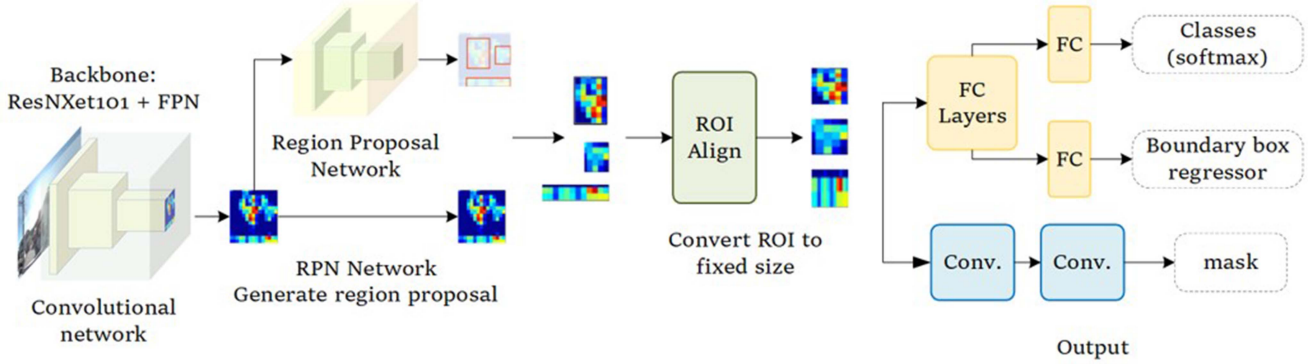 Backbone:
ResNXet101 + FPN
Convolutional
network
Region Proposal
Network
RPN Network
Generate region proposal
ROI
Align
Convert ROI to
fixed size
FC
Layers
FC
Classes
(softmax)
FC
Boundary box
regressor
Conv.
Conv.
mask
Output